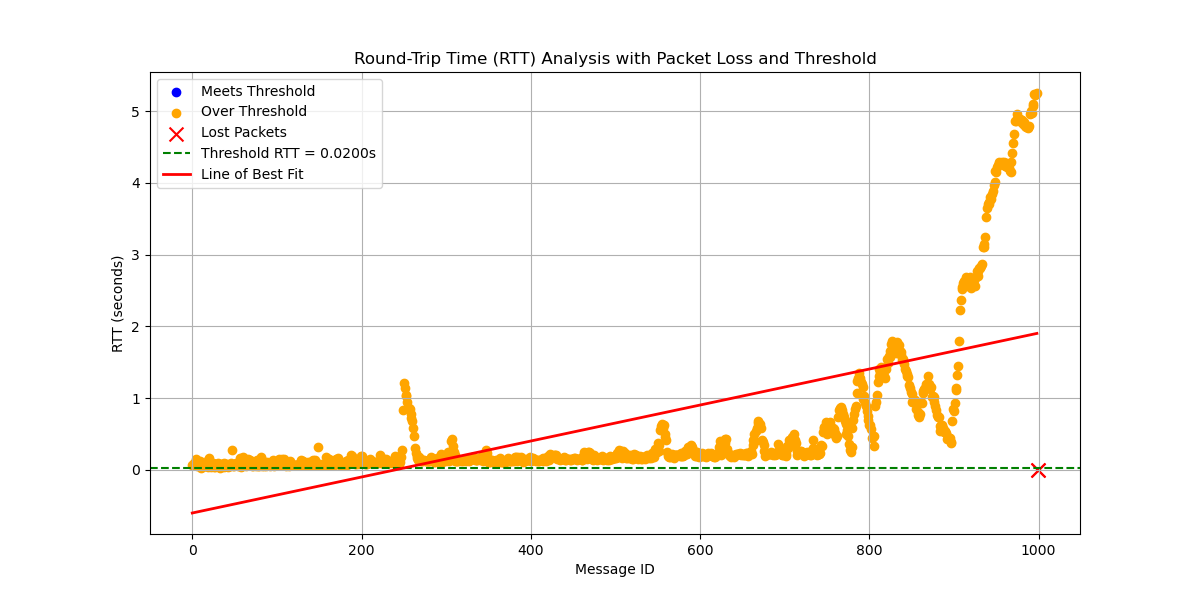 Round-Trip Time (RTT) Analysis with Packet Loss and Threshold
Meets Threshold
Over Threshold
Lost Packets
Threshold RTT = 0.0200s
Line of Best Fit
RTT (seconds)
5
4
3
2
1
0
0 200 400 600 800 1000
Message ID